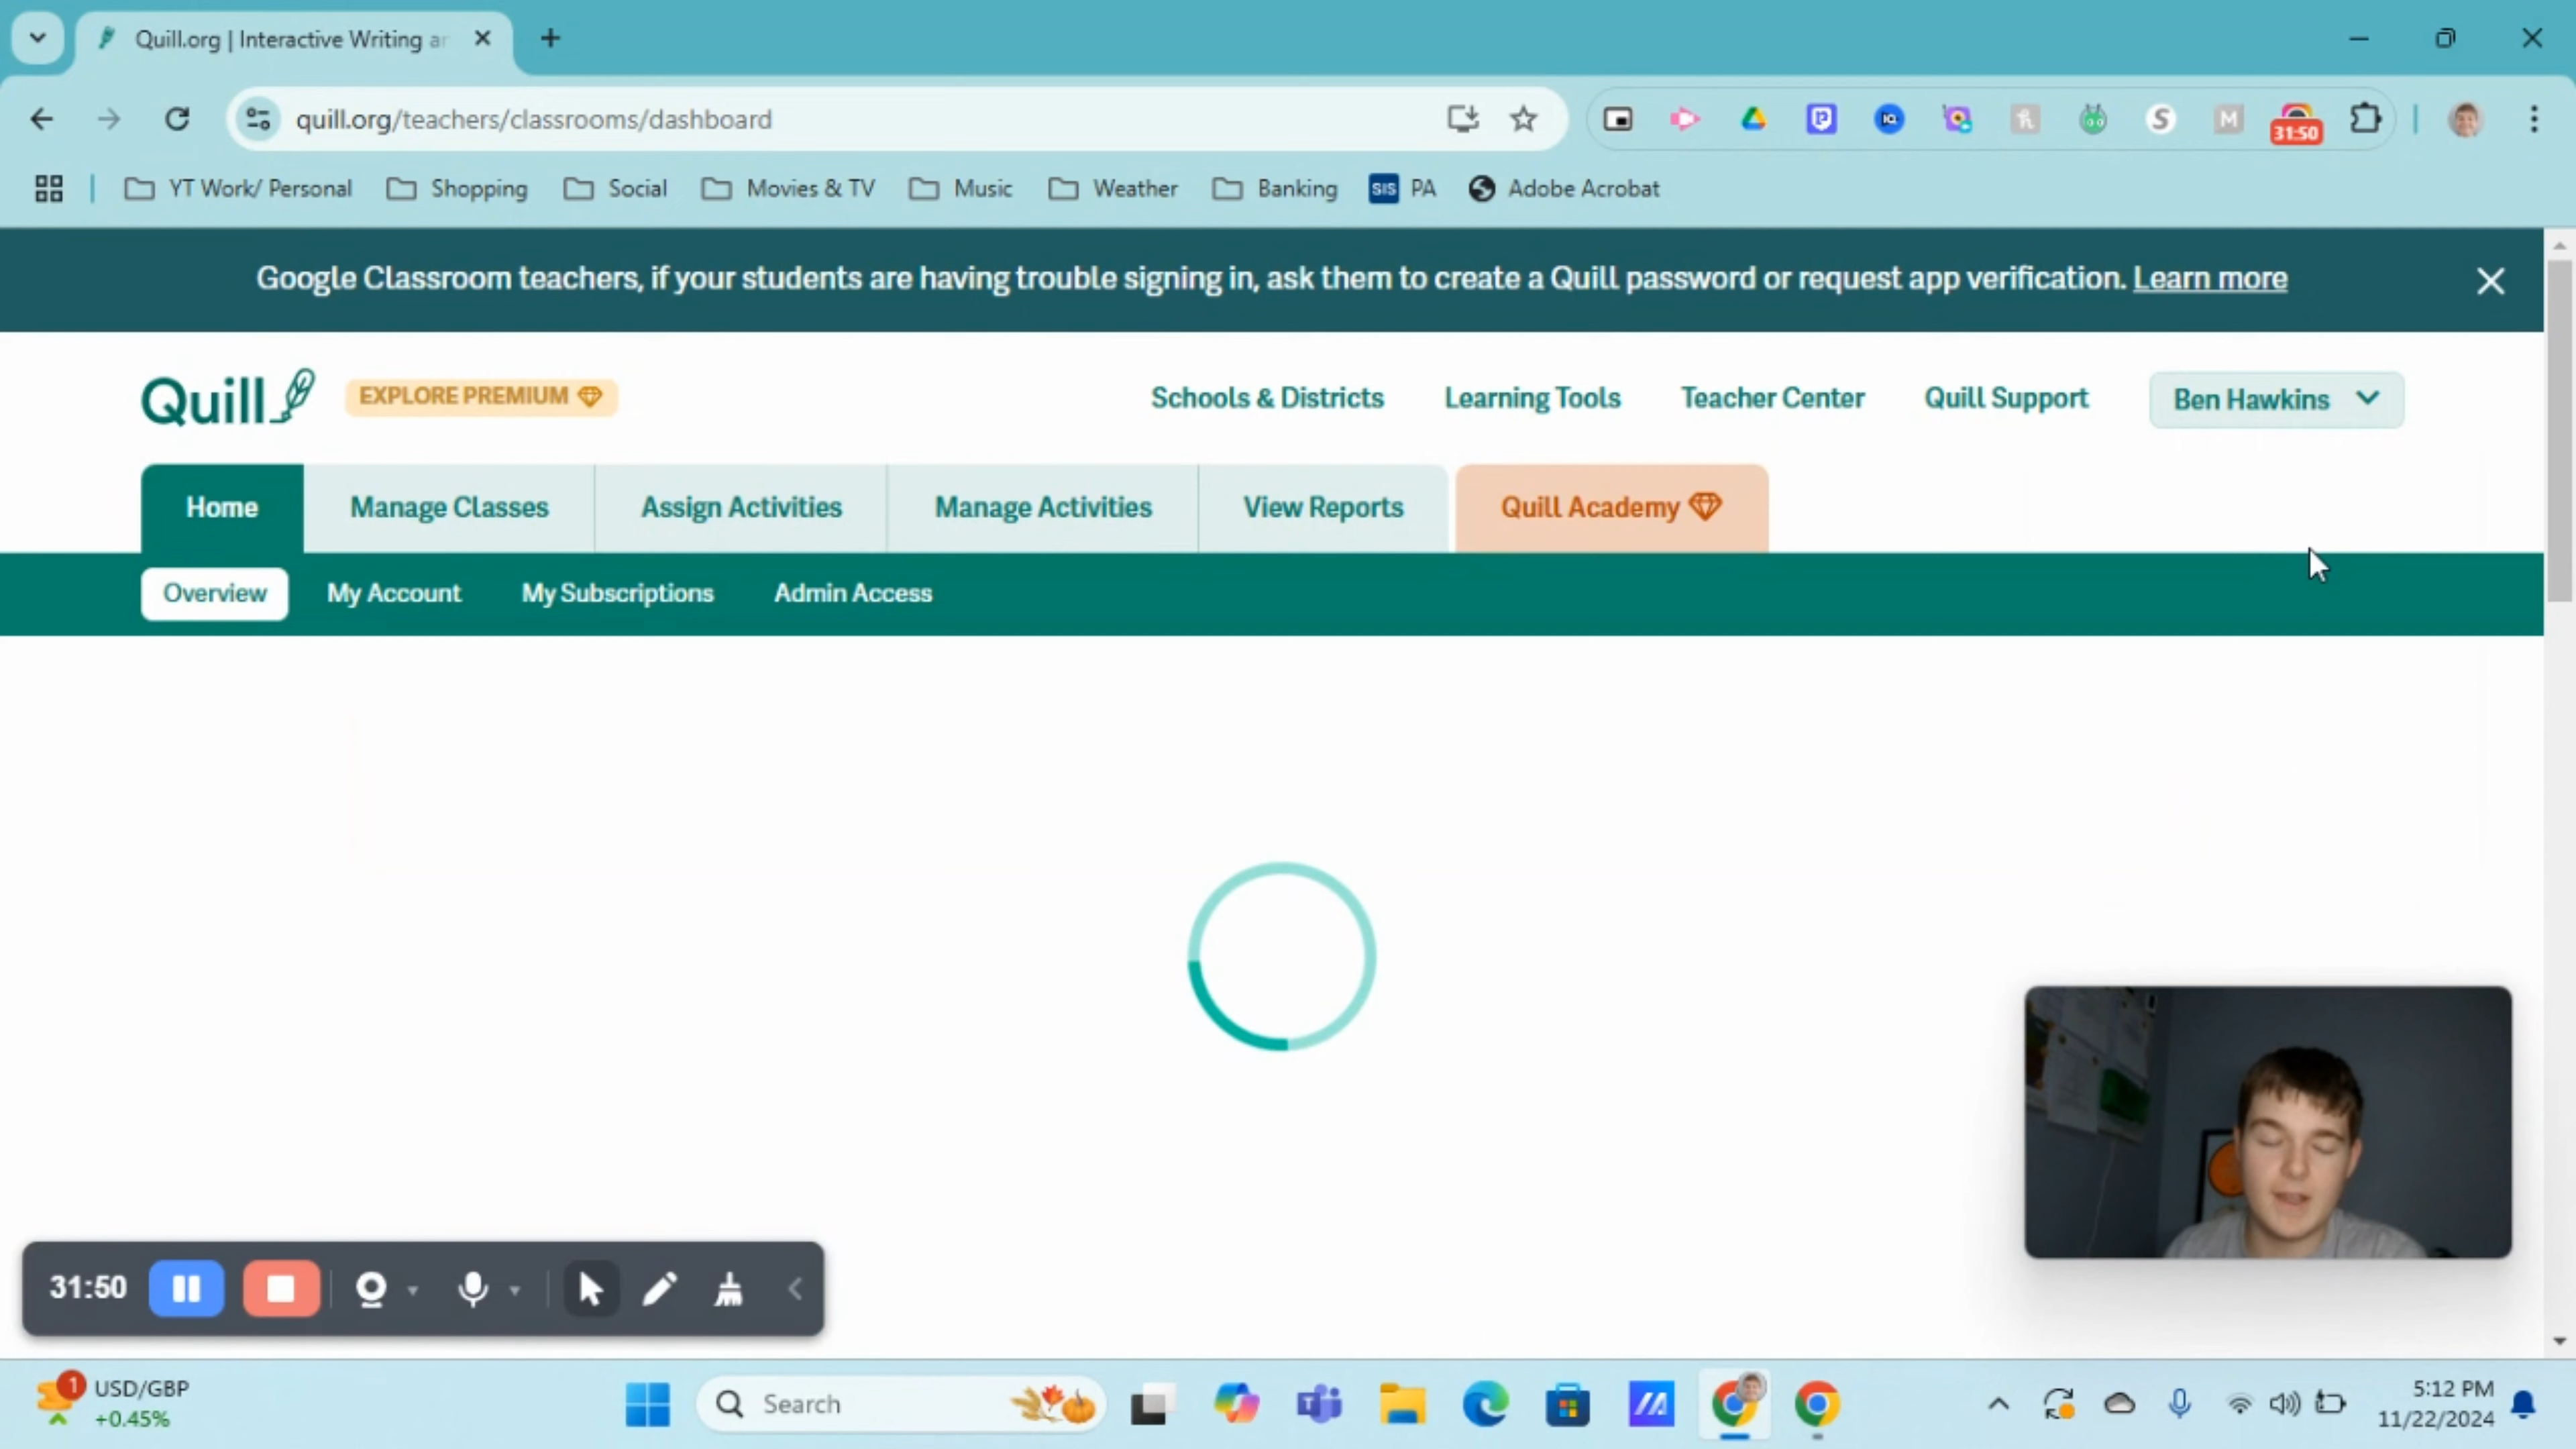 Quill.org | Interactive Writing ar
quill.org/teachers/classrooms/dashboard
31:50
YT Work/ Personal
Shopping
Social
Movies & TV
Music
Weather
Banking
SIS PA
Adobe Acrobat
Google Classroom teachers, if your students are having trouble signing in, ask them to create a Quill password or request app verification. Learn more
Quill
EXPLORE PREMIUM
Schools & Districts
Learning Tools
Teacher Center
Quill Support
Ben Hawkins
Home
Manage Classes
Assign Activities
Manage Activities
View Reports
Quill Academy
Overview
My Account
My Subscriptions
Admin Access
31:50
1
USD/GBP
+0.45%
Search
5:12 PM
11/22/2024